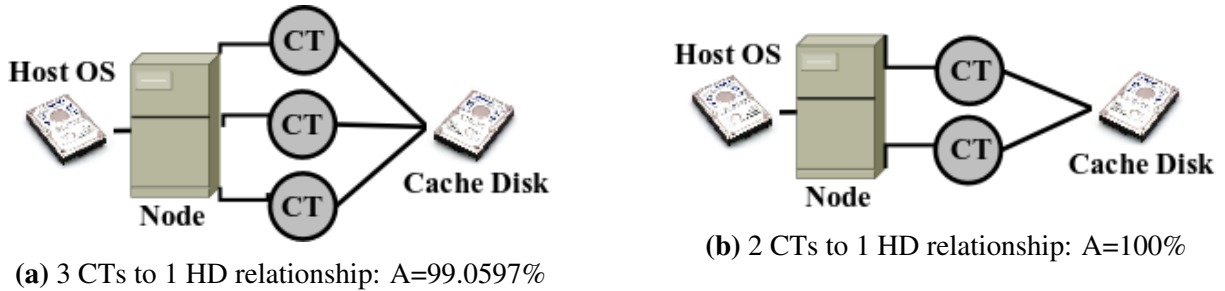 CT
Host OS
CT
Cache Disk
Node
CT
(a) 3 CTs to 1 HD relationship: A=99.0597%
Host OS
CT
CT
Cache Disk
Node
(b) 2 CTs to 1 HD relationship: A=100%